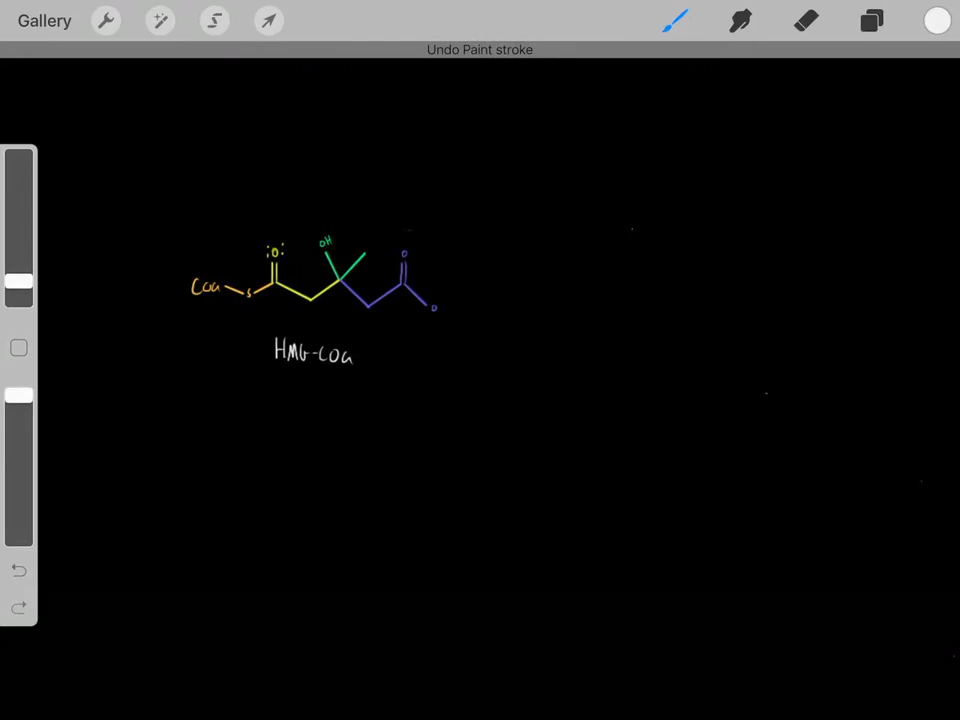 Gallery
Undo Paint stroke
OH
:O: O
Coa S O
HMG-COA